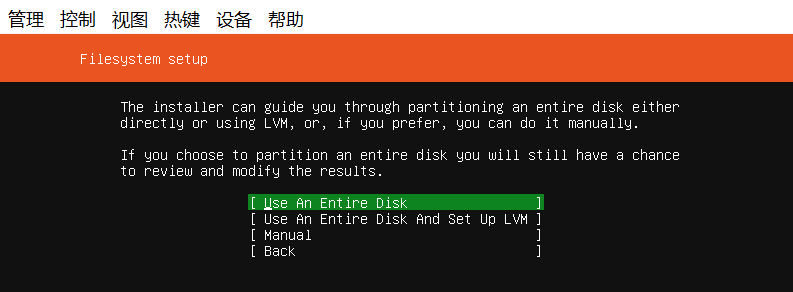 管理 控制 视图 热键 设备 帮助
Filesystem setup
The installer can guide you through partitioning an entire disk either
directly or using LVM, or, if you prefer, you can do it manually.
If you choose to partition an entire disk you will still have a chance
to review and modify the results.
[ Use An Entire Disk ]
[ Use An Entire Disk And Set Up LVM ]
[ Manual ]
[ Back ]